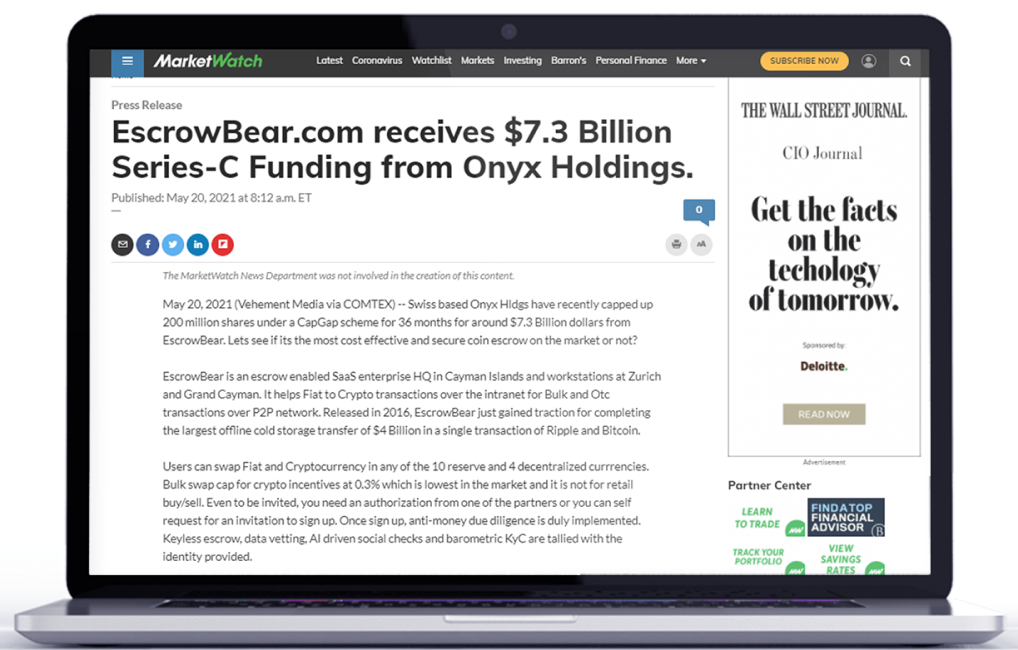 MarketWatch
Latest Coronavirus Watchlist Markets Investing Barron's Personal Finance More
SUBSCRIBE NOW
Press Release
EscrowBear.com receives $7.3 Billion
Series-C Funding from Onyx Holdings.
Published: May 20, 2021 at 8:12 a.m. ET
0
f
in
AA
The MarketWatch News Department was not involved in the creation of this content.
May 20, 2021 (Vehement Media via COMTEX) -- Swiss based Onyx Hldgs have recently capped up
200 million shares under a CapGap scheme for 36 months for around $7.3 Billion dollars from
EscrowBear. Lets see if its the most cost effective and secure coin escrow on the market or not?
EscrowBear is an escrow enabled SaaS enterprise HQ in Cayman Islands and workstations at Zurich
and Grand Cayman. It helps Fiat to Crypto transactions over the intranet for Bulk and Otc
transactions over P2P network. Released in 2016, EscrowBear just gained traction for completing
the largest offline cold storage transfer of $4 Billion in a single transaction of Ripple and Bitcoin.
Users can swap Fiat and Cryptocurrency in any of the 10 reserve and 4 decentralized currrencies.
Bulk swap cap for crypto incentives at 0.3% which is lowest in the market and it is not for retail
buy/sell. Even to be invited, you need an authorization from one of the partners or you can self
request for an invitation to sign up. Once sign up, anti-money due diligence is duly implemented.
Keyless escrow, data vetting, AI driven social checks and barometric KyC are tallied with the
identity provided.
THE WALL STREET JOURNAL.
CIO Journal
Get the facts
on the
techology
of tomorrow.
Sponsored by:
Deloitte.
READ NOW
Advertisement
Partner Center
LEARN
TO TRADE
MW
FIND A TOP
FINANCIAL
ADVISOR
B
TRACK YOUR
PORTFOLIO
MW
VIEW
SAVINGS
RATES
MW